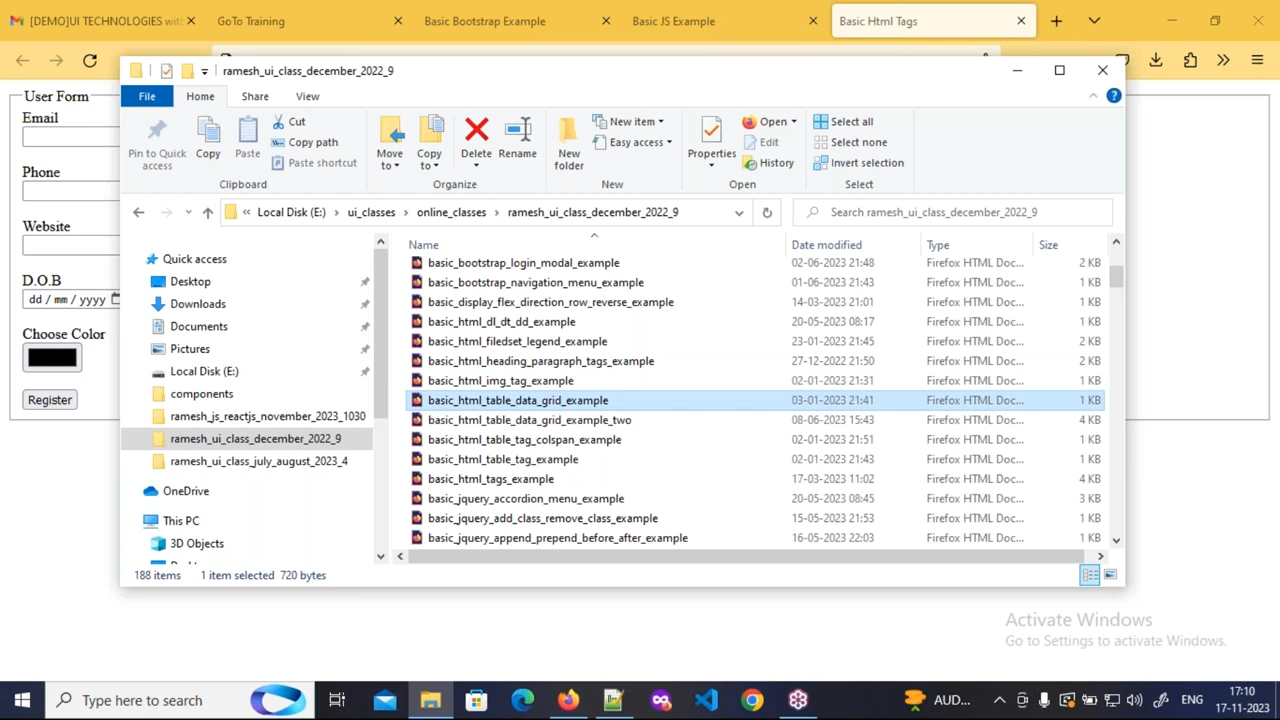 [DEMO]UI TECHNOLOGIES with
GoTo Training
Basic Bootstrap Example
Basic JS Example
Basic Html Tags
ramesh_ui_class_december_2022_9
File
Home
Share
View
Pin to Quick access
Copy
Paste
Cut
Copy path
Paste shortcut
Move to
Copy to
Delete
Rename
New folder
New item
Easy access
Properties
Open
Edit
History
Select all
Select none
Invert selection
Clipboard
Organize
New
Open
Select
Local Disk (E:)
ui_classes
online_classes
ramesh_ui_class_december_2022_9
Search ramesh_ui_class_december_2022_9
Name
Date modified
Type
Size
Quick access
Desktop
Downloads
Documents
Pictures
Local Disk (E:)
components
ramesh_js_reactjs_november_2023_1030
ramesh_ui_class_december_2022_9
ramesh_ui_class_july_august_2023_4
OneDrive
This PC
3D Objects
basic_bootstrap_login_modal_example 02-06-2023 21:48 Firefox HTML Doc... 2 KB
basic_bootstrap_navigation_menu_example 01-06-2023 21:43 Firefox HTML Doc... 1 KB
basic_display_flex_direction_row_reverse_example 14-03-2023 21:01 Firefox HTML Doc... 1 KB
basic_html_dl_dt_dd_example 20-05-2023 08:17 Firefox HTML Doc... 1 KB
basic_html_filedset_legend_example 23-01-2023 21:45 Firefox HTML Doc... 2 KB
basic_html_heading_paragraph_tags_example 27-12-2022 21:50 Firefox HTML Doc... 1 KB
basic_html_img_tag_example 02-01-2023 21:31 Firefox HTML Doc... 1 KB
basic_html_table_data_grid_example 03-01-2023 21:41 Firefox HTML Doc... 1 KB
basic_html_table_data_grid_example_two 08-06-2023 15:43 Firefox HTML Doc... 4 KB
basic_html_table_tag_colspan_example 02-01-2023 21:51 Firefox HTML Doc... 1 KB
basic_html_table_tag_example 02-01-2023 21:43 Firefox HTML Doc... 1 KB
basic_html_tags_example 17-03-2023 11:02 Firefox HTML Doc... 4 KB
basic_jquery_accordion_menu_example 20-05-2023 08:45 Firefox HTML Doc... 3 KB
basic_jquery_add_class_remove_class_example 15-05-2023 21:53 Firefox HTML Doc... 1 KB
basic_jquery_append_prepend_before_after_example 16-05-2023 22:03 Firefox HTML Doc... 1 KB
188 items 1 item selected 720 bytes
User Form
Email
Phone
Website
D.O.B
dd / mm / yyyy
Choose Color
Register
Activate Windows
Go to Settings to activate Windows.
Type here to search
AUD...
ENG
17:10
17-11-2023